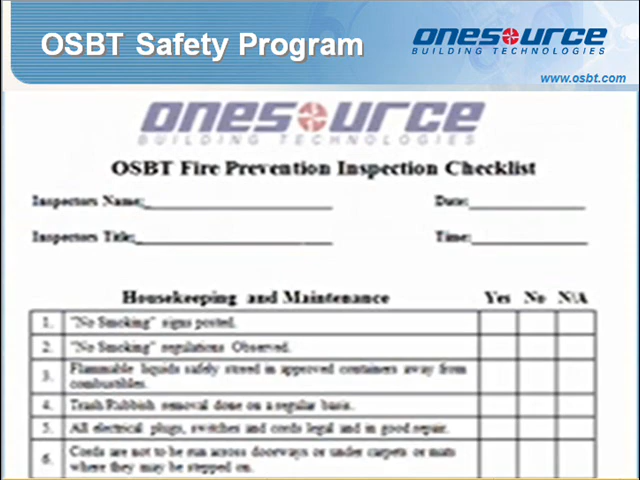 OSBT Safety Program
ONESOURCE
BUILDING TECHNOLOGIES
www.osbt.com
ONESOURCE
BUILDING TECHNOLOGIES
OSBT Fire Prevention Inspection Checklist
Inspectors Name: Date:
Inspectors Title: Time:
Housekeeping and Maintenance Yes No N/A
1. "No Smoking" signs posted.
2. "No Smoking" regulations Observed.
3. Flammable liquids safely stored in approved containers away from
combustibles.
4. Trash/Rubbish removal done on a regular basis.
5. All electrical plugs, switches and cords legal and in good repair.
6. Cords are not to be run across doorways or under carpets or mats
where they may be stepped on.